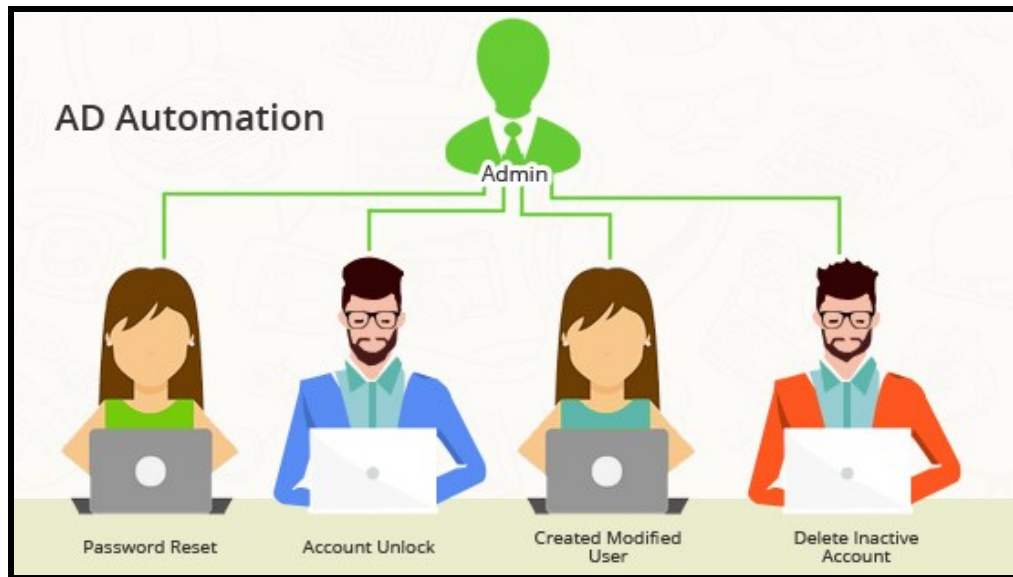 AD Automation
Admin
Password Reset
Account Unlock
Created Modified
User
Delete Inactive
Account